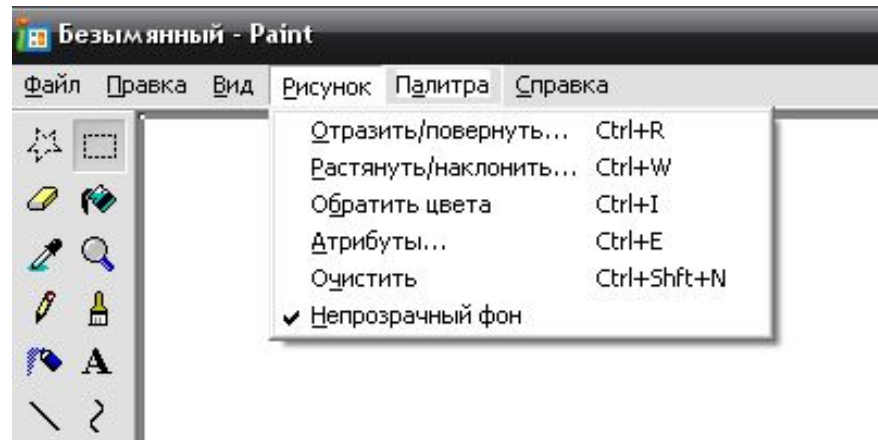 Безымянный - Paint
Файл Правка Вид Рисунок Палитра Справка
Отразить/повернуть... Ctrl+R
Растянуть/наклонить... Ctrl+W
Обратить цвета Ctrl+I
Атрибуты... Ctrl+E
Очистить Ctrl+Shft+N
Непрозрачный фон
A